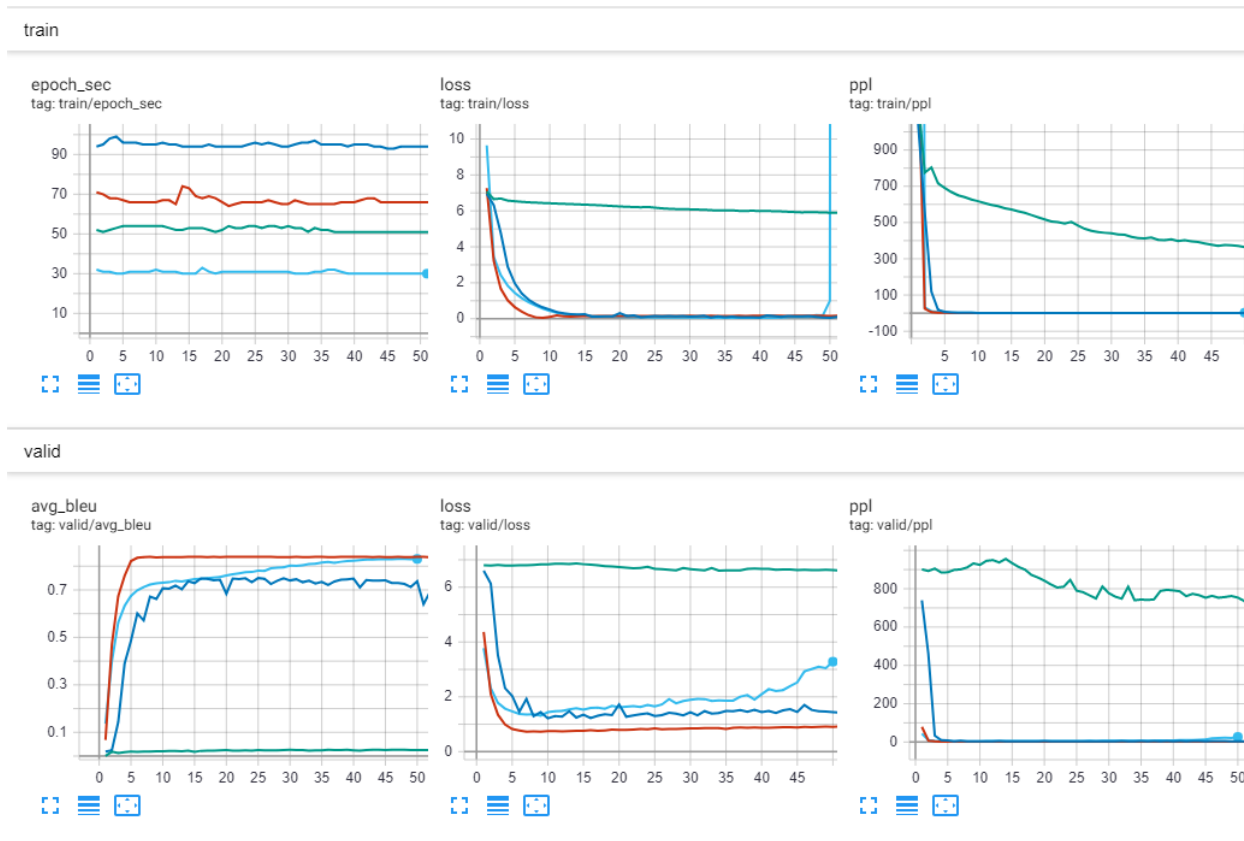 train
epoch_sec
tag: train/epoch_sec
90
70
50
30
10
0 5 10 15 20 25 30 35 40 45 50
loss
tag: train/loss
10
8
6
4
2
0
0 5 10 15 20 25 30 35 40 45 50
ppl
tag: train/ppl
900
700
500
300
100
-100
5 10 15 20 25 30 35 40 45
valid
avg_bleu
tag: valid/avg_bleu
0.7
0.5
0.3
0.1
0 5 10 15 20 25 30 35 40 45 50
loss
tag: valid/loss
6
4
2
0
0 5 10 15 20 25 30 35 40 45
ppl
tag: valid/ppl
800
600
400
200
0
0 5 10 15 20 25 30 35 40 45 50